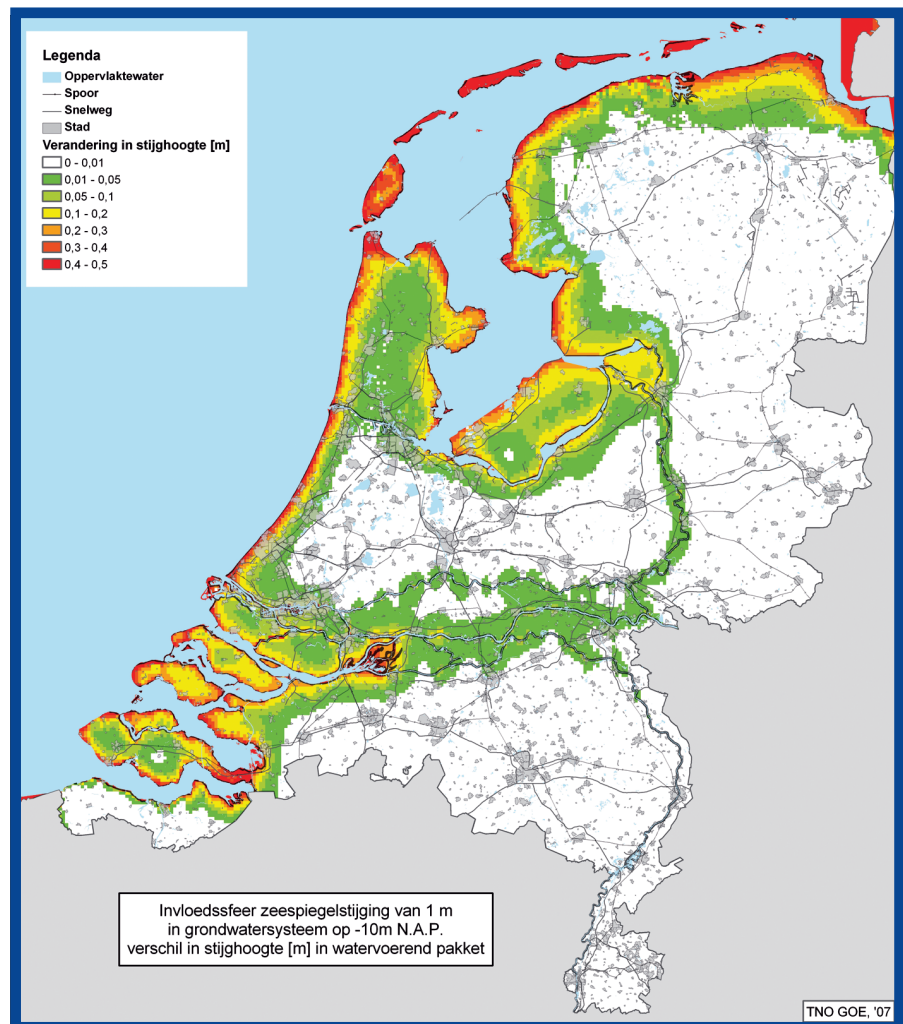 Legenda
Oppervlaktewater
Spoor
Snelweg
Stad
Verandering in stijghoogte [m]
0 - 0,01
0,01 - 0,05
0,05 - 0,1
0,1 - 0,2
0,2 - 0,3
0,3 - 0,4
0,4 - 0,5
Invloedssfeer zeespiegelstijging van 1 m
in grondwatersysteem op -10m N.A.P.
verschil in stijghoogte [m] in watervoerend pakket
TNO GOE, '07